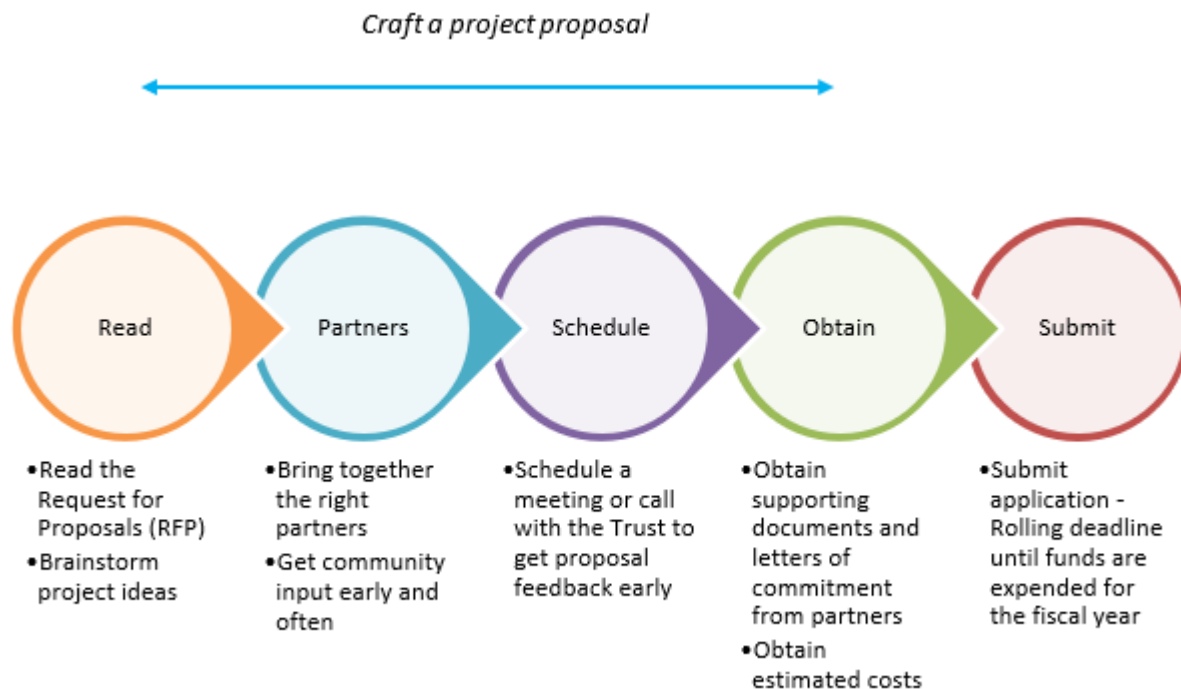 Craft a project proposal
Read
Partners
Schedule
Obtain
Submit
•Read the
Request for
Proposals (RFP)
•Brainstorm
project ideas
•Bring together
the right
partners
•Get community
input early and
often
•Schedule a
meeting or call
with the Trust to
get proposal
feedback early
•Obtain
supporting
documents and
letters of
commitment
from partners
•Obtain
estimated costs
•Submit
application -
Rolling deadline
until funds are
expended for
the fiscal year